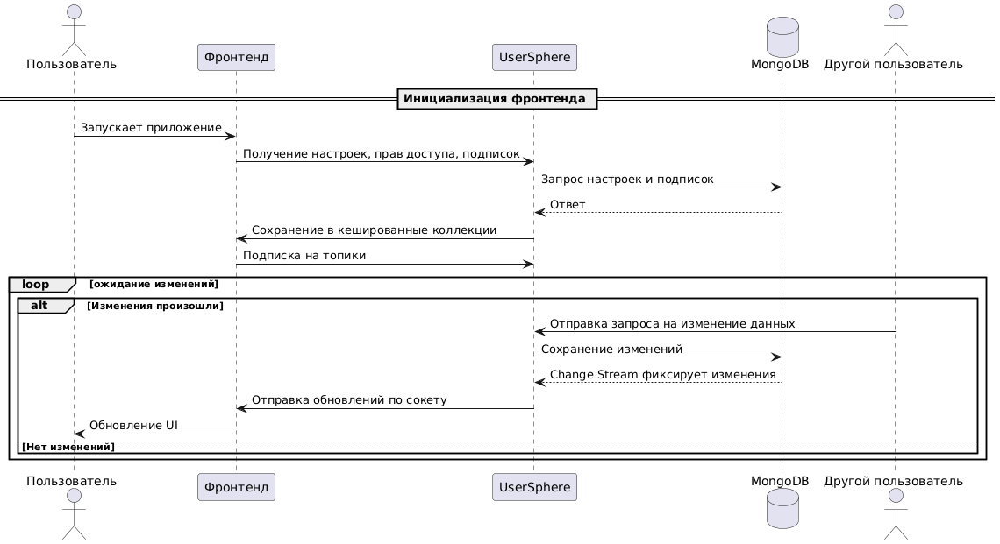 Пользователь
Фронтенд
UserSphere
MongoDB
Другой пользователь
Инициализация фронтенда
Запускает приложение
Получение настроек, прав доступа, подписок
Запрос настроек и подписок
Ответ
Сохранение в кешированные коллекции
Подписка на топики
loop [ожидание изменений]
alt [Изменения произошли]
Отправка запроса на изменение данных
Сохранение изменений
Change Stream фиксирует изменения
Отправка обновлений по сокету
Обновление UI
[Нет изменений]
Пользователь
Фронтенд
UserSphere
MongoDB
Другой пользователь